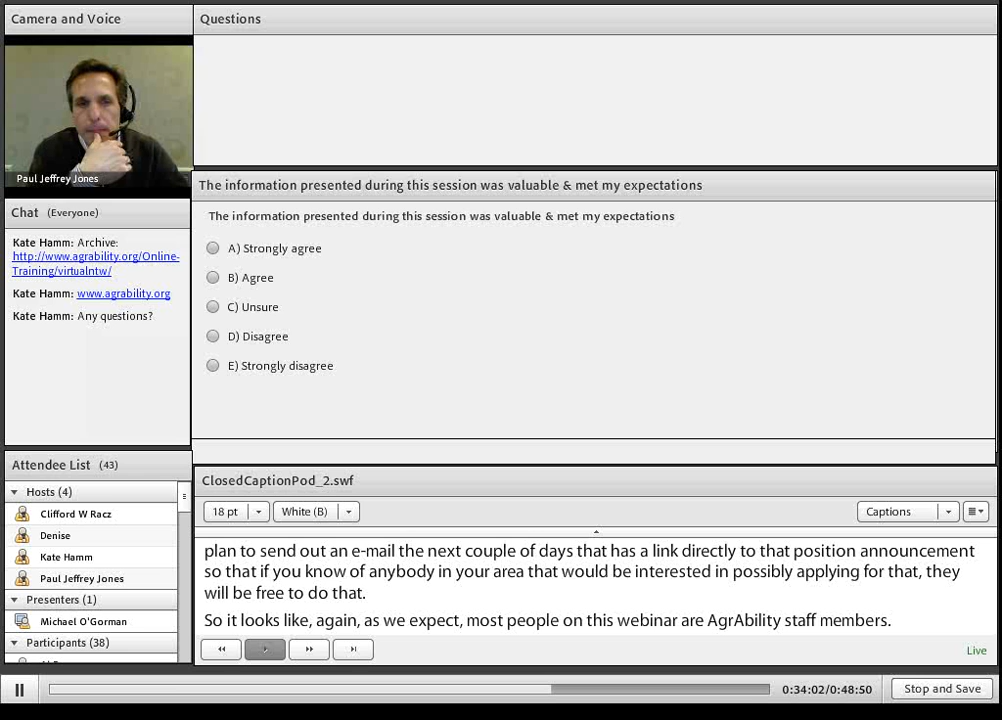 Camera and Voice
Questions
Paul Jeffrey Jones
The information presented during this session was valuable & met my expectations
The information presented during this session was valuable & met my expectations
A) Strongly agree
B) Agree
C) Unsure
D) Disagree
E) Strongly disagree
Chat (Everyone)
Kate Hamm: Archive:
http://www.agrability.org/Online-
Training/virtualntw/
Kate Hamm: www.agrability.org
Kate Hamm: Any questions?
Attendee List (43)
Hosts (4)
Clifford W Racz
Denise
Kate Hamm
Paul Jeffrey Jones
Presenters (1)
Michael O'Gorman
Participants (38)
ClosedCaptionPod_2.swf
18 pt
White (B)
Captions
plan to send out an e-mail the next couple of days that has a link directly to that position announcement
so that if you know of anybody in your area that would be interested in possibly applying for that, they
will be free to do that.
So it looks like, again, as we expect, most people on this webinar are AgrAbility staff members.
Live
0:34:02/0:48:50
Stop and Save